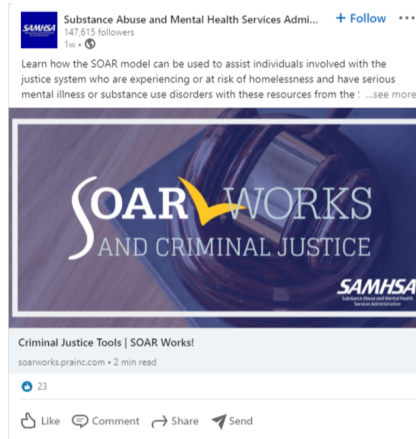 SAMHSA
Substance Abuse and Mental Health Services Admi...
+ Follow
147,615 followers
1w •
Learn how the SOAR model can be used to assist individuals involved with the
justice system who are experiencing or at risk of homelessness and have serious
mental illness or substance use disorders with these resources from the : ...see more
SOAR WORKS
AND CRIMINAL JUSTICE
SAMHSA
Substance Abuse and Mental Health
Services Administration
Criminal Justice Tools | SOAR Works!
soarworks.prainc.com • 2 min read
23
Like Comment Share Send